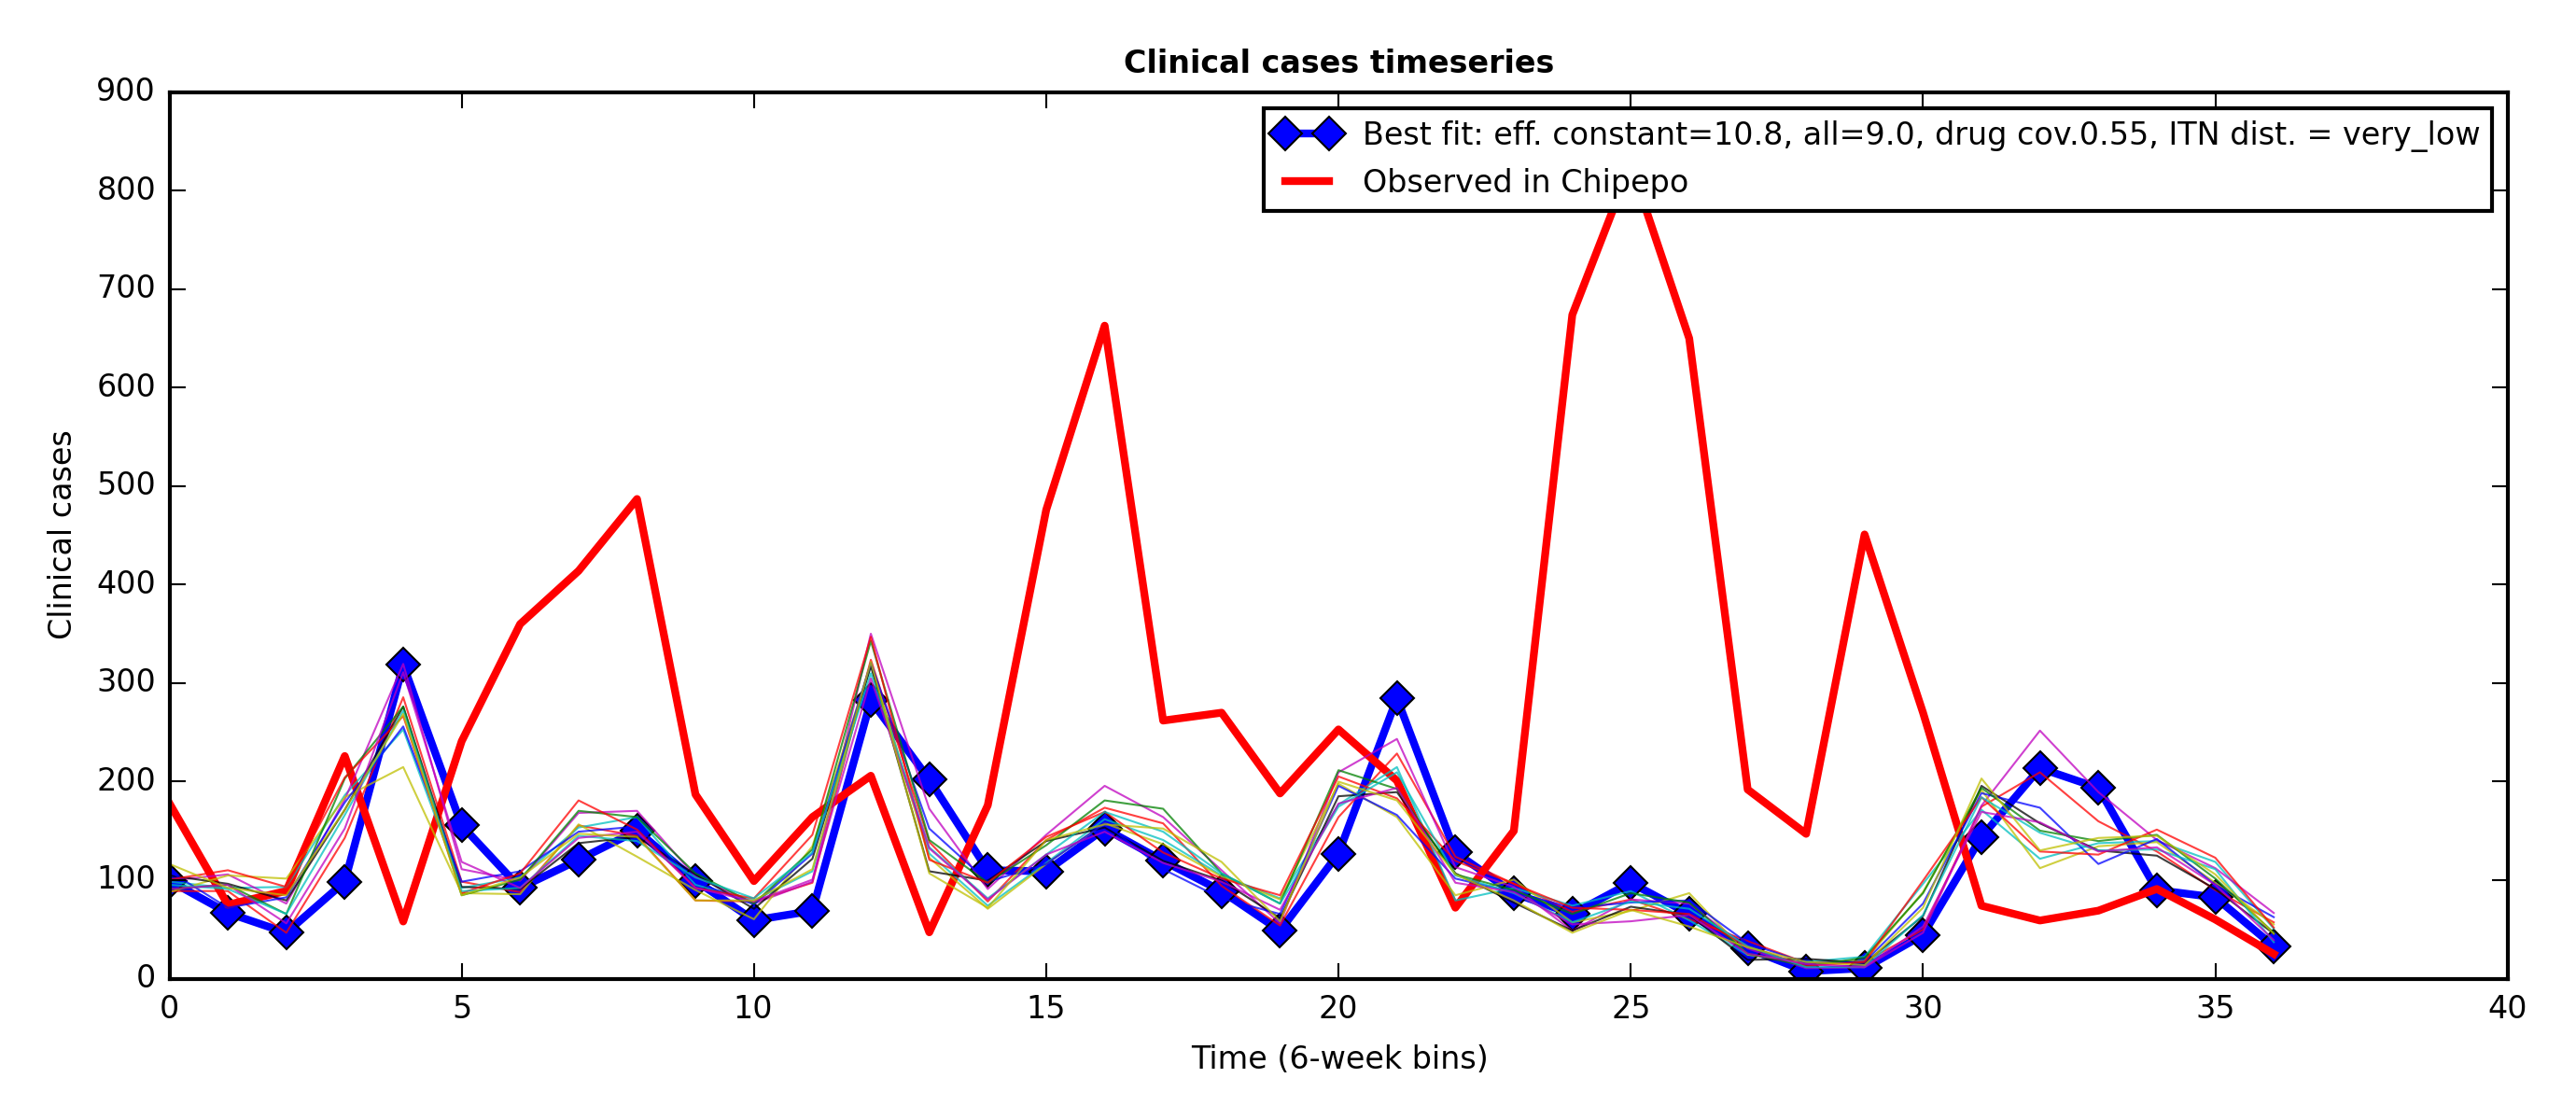 Clinical cases timeseries
900
800
700
600
500
400
300
200
100
0
Clinical cases
Best fit: eff. constant=10.8, all=9.0, drug cov.0.55, ITN dist. = very_low
Observed in Chipepo
0 5 10 15 20 25 30 35 40
Time (6-week bins)